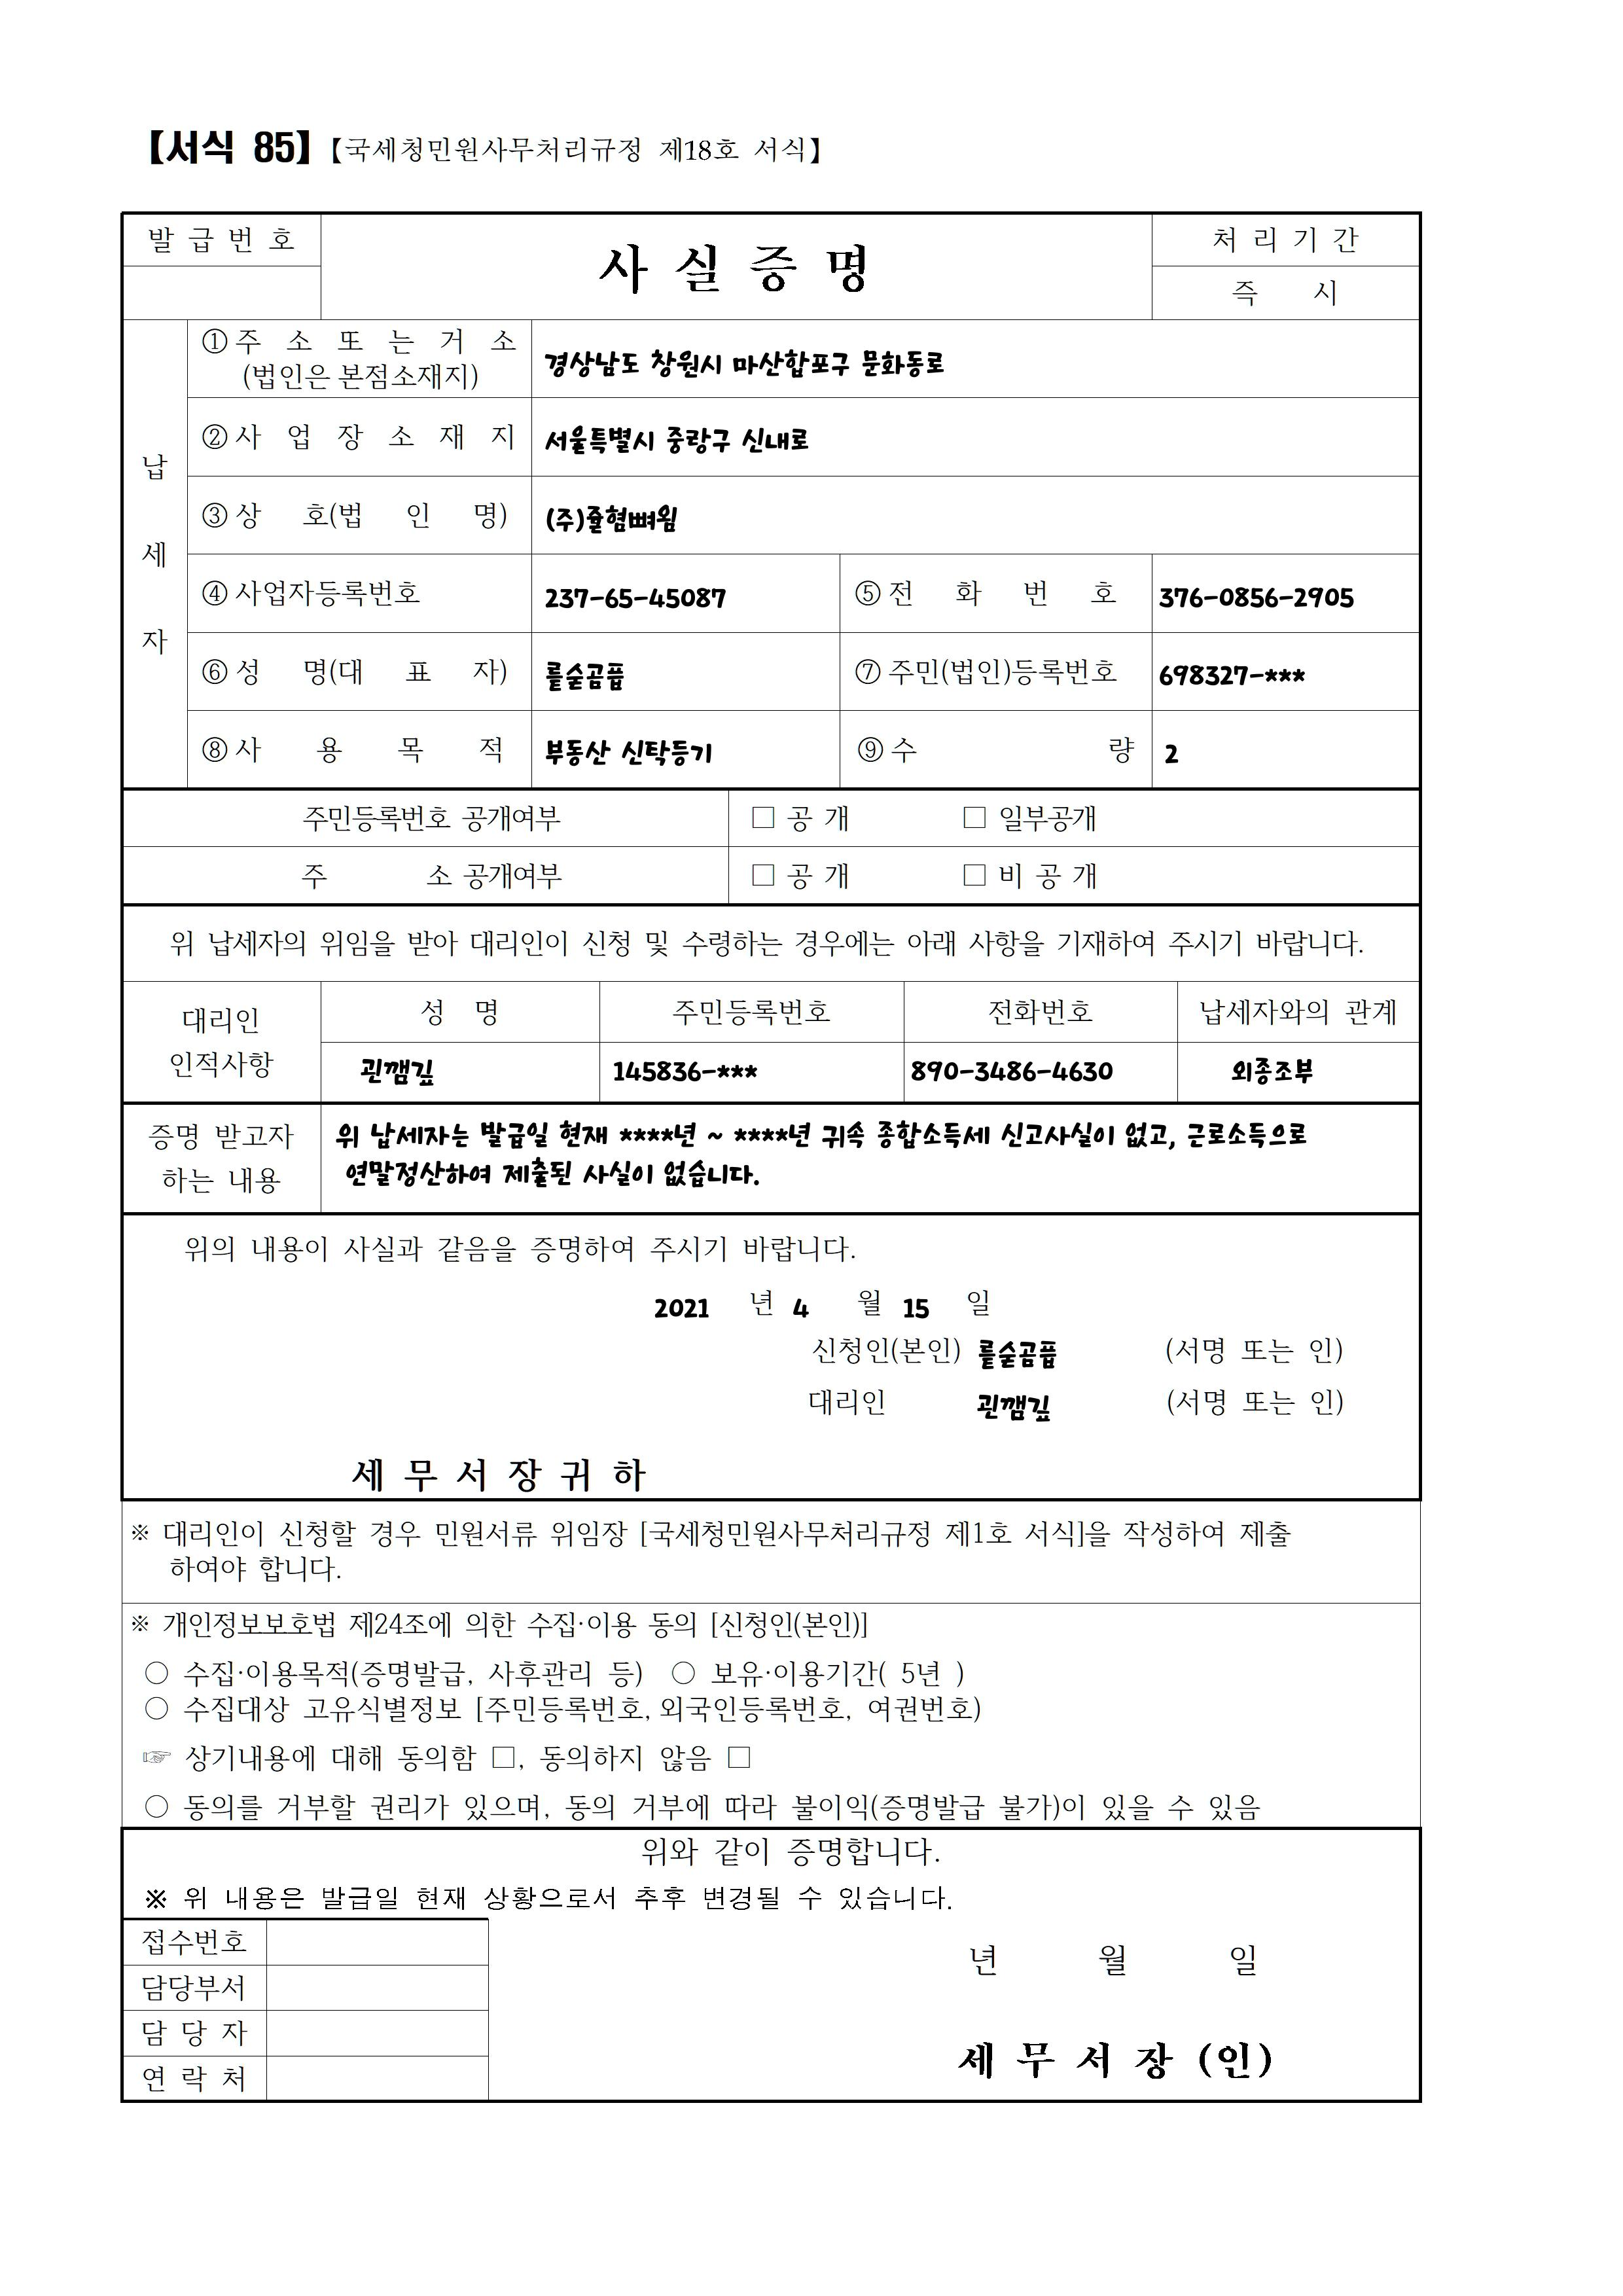 【서식 85】【국세청민원사무처리규정 제18호 서식】
발 급 번 호
사 실 증 명
처 리 기 간
즉 시
납 세 자
① 주 소 또 는 거 소
(법인은 본점소재지)
경상남도 창원시 마산합포구 문화동로
② 사 업 장 소 재 지
서울특별시 중랑구 신내로
③ 상 호(법 인 명)
④ 사업자등록번호 237-65-45087 ⑤ 전 화 번 호 376-0856-2905
⑥ 성 명(대 표 자) ⑦ 주민(법인)등록번호 698327-***
⑧ 사 용 목 적 부동산 신탁등기 ⑨ 수 량 2
주민등록번호 공개여부 □ 공 개 □ 일부공개
주 소 공개여부 □ 공 개 □ 비 공 개
위 납세자의 위임을 받아 대리인이 신청 및 수령하는 경우에는 아래 사항을 기재하여 주시기 바랍니다.
대리인
인적사항
성 명 주민등록번호 전화번호 납세자와의 관계
괸깸깊 145836-*** 890-3486-4630 외종조부
증명 받고자
하는 내용
위 납세자는 발급일 현재 ****년 ~ ****년 귀속 종합소득세 신고사실이 없고, 근로소득으로
연말정산하여 제출된 사실이 없습니다.
위의 내용이 사실과 같음을 증명하여 주시기 바랍니다.
2021 년 4 월 15 일
신청인(본인) (서명 또는 인)
대리인 괸깸깊 (서명 또는 인)
세 무 서 장 귀 하
※ 대리인이 신청할 경우 민원서류 위임장 [국세청민원사무처리규정 제1호 서식]을 작성하여 제출
하여야 합니다.
※ 개인정보보호법 제24조에 의한 수집·이용 동의 [신청인(본인)]
○ 수집·이용목적(증명발급, 사후관리 등) ○ 보유·이용기간( 5년 )
○ 수집대상 고유식별정보 [주민등록번호, 외국인등록번호, 여권번호)
☞ 상기내용에 대해 동의함 □, 동의하지 않음 □
○ 동의를 거부할 권리가 있으며, 동의 거부에 따라 불이익(증명발급 불가)이 있을 수 있음
위와 같이 증명합니다.
※ 위 내용은 발급일 현재 상황으로서 추후 변경될 수 있습니다.
접수번호
담당부서
담 당 자
연 락 처
년 월 일
세 무 서 장 (인)